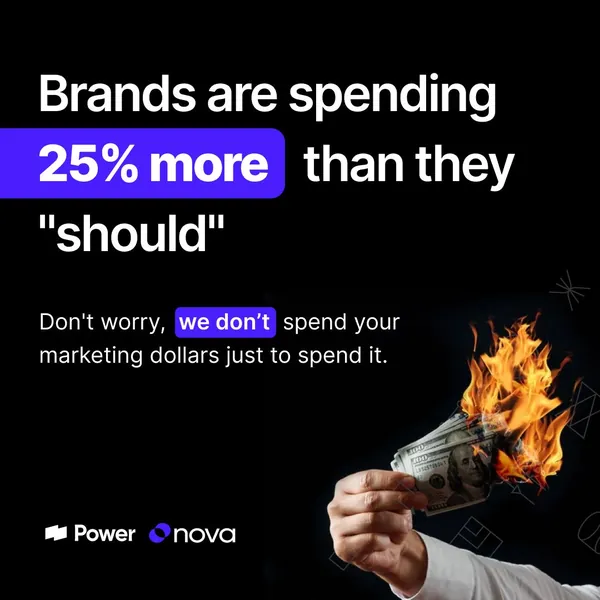 Brands are spending
25% more than they
"should"
Don't worry, we don’t spend your
marketing dollars just to spend it.
Power nova